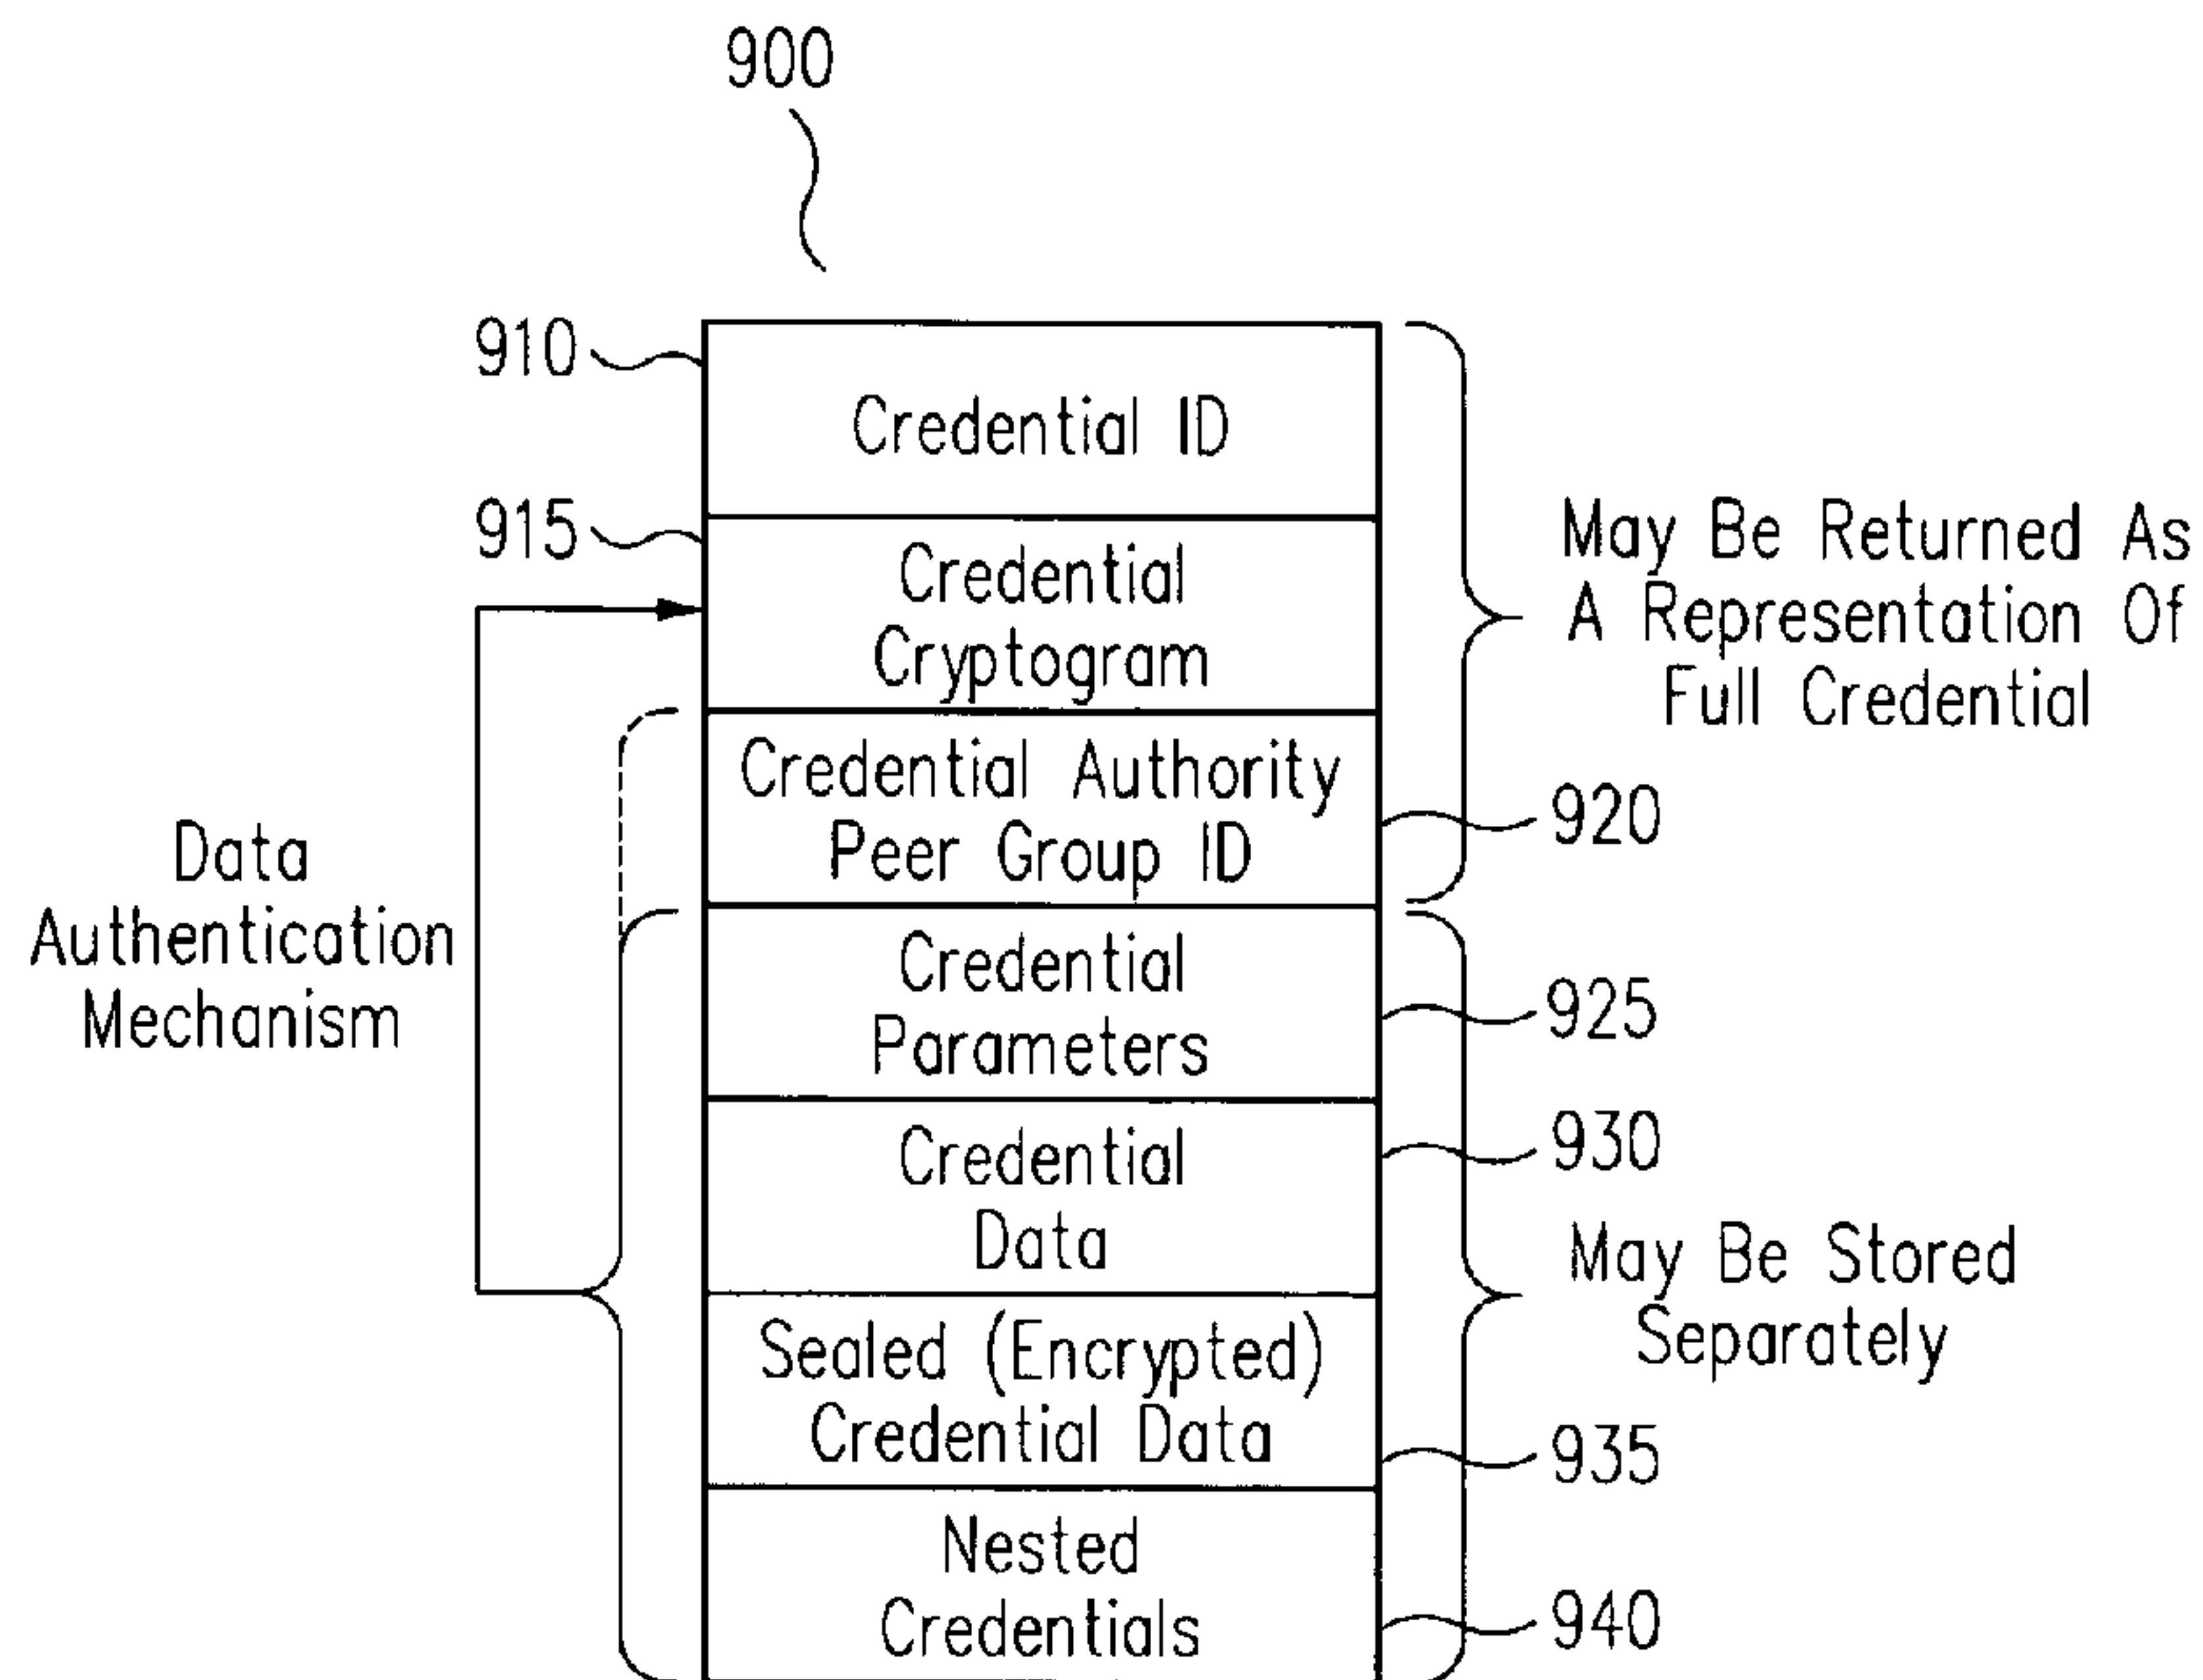 900
910
Credential ID
915
Credential
Cryptogram
May Be Returned As
A Representation Of
Full Credential
Credential Authority
Peer Group ID
920
Data
Authentication
Mechanism
Credential
Parameters
925
Credential
Data
930
May Be Stored
Separately
Sealed (Encrypted)
Credential Data
935
Nested
Credentials
940